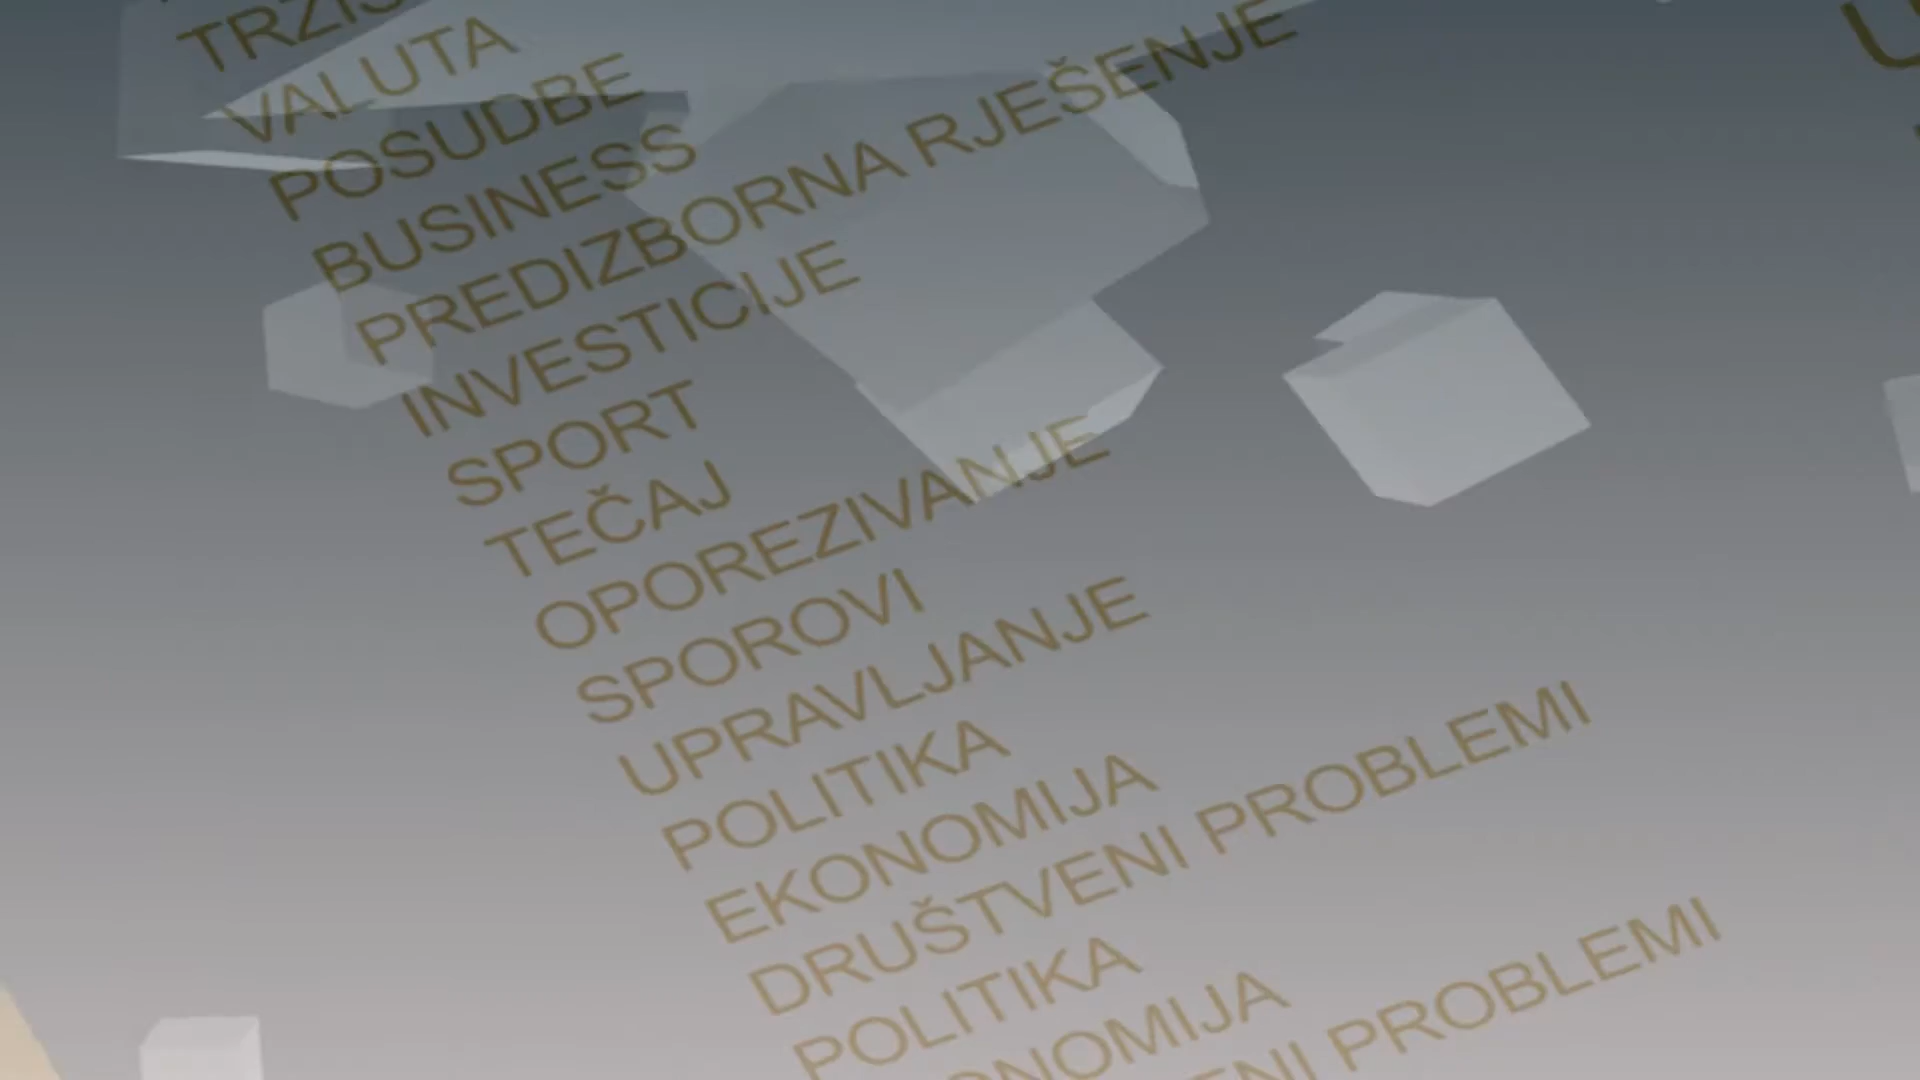 VALUTA
POSUDBE
BUSINESS
PREDIZBORNA RJEŠENJE
INVESTICIJE
SPORT
TEČAJ
OPOREZIVANJE
SPOROVI
UPRAVLJANJE
POLITIKA
EKONOMIJA
DRUŠTVENI PROBLEMI
POLITIKA
PROBLEMI